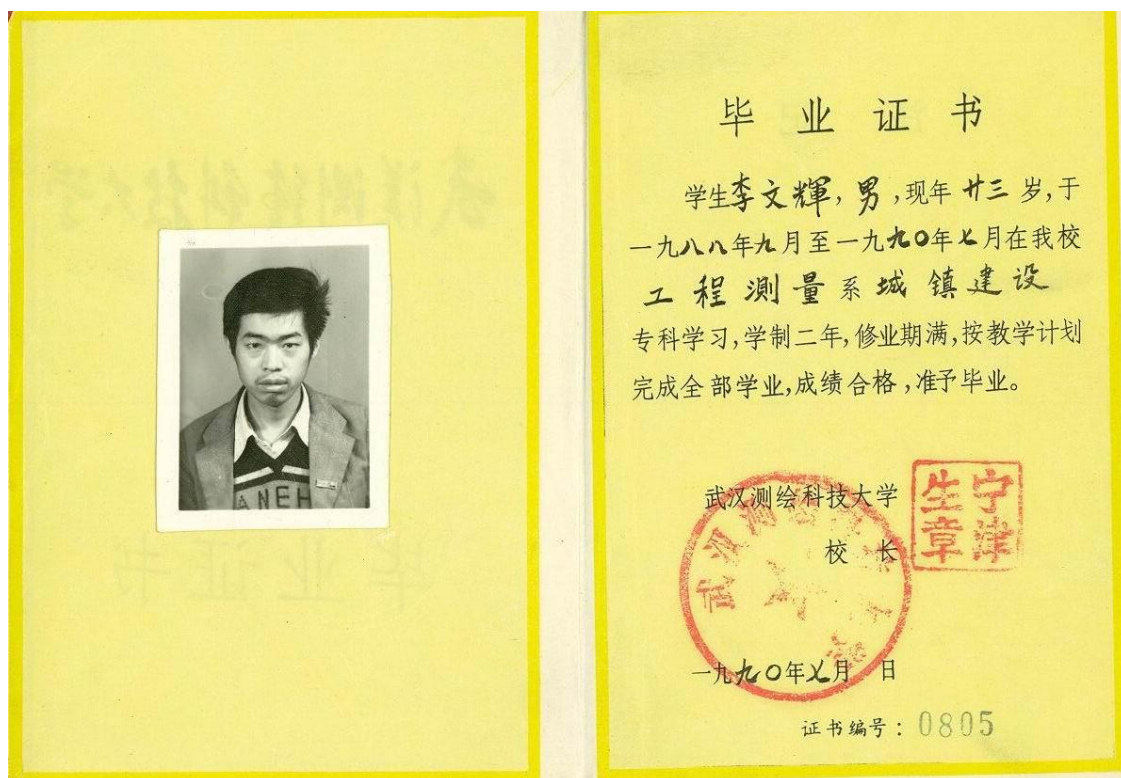 ANEH
毕业证书
学生李文輝,男,现年廿三岁,于
一九八八年九月至一九九〇年七月在我校
工程测量系城镇建设
专科学习,学制二年,修业期满,按教学计划
完成全部学业,成绩合格,准予毕业。
武汉测绘科技大学
校长
宁津生章
一九九〇年七月 日
证书编号:0805